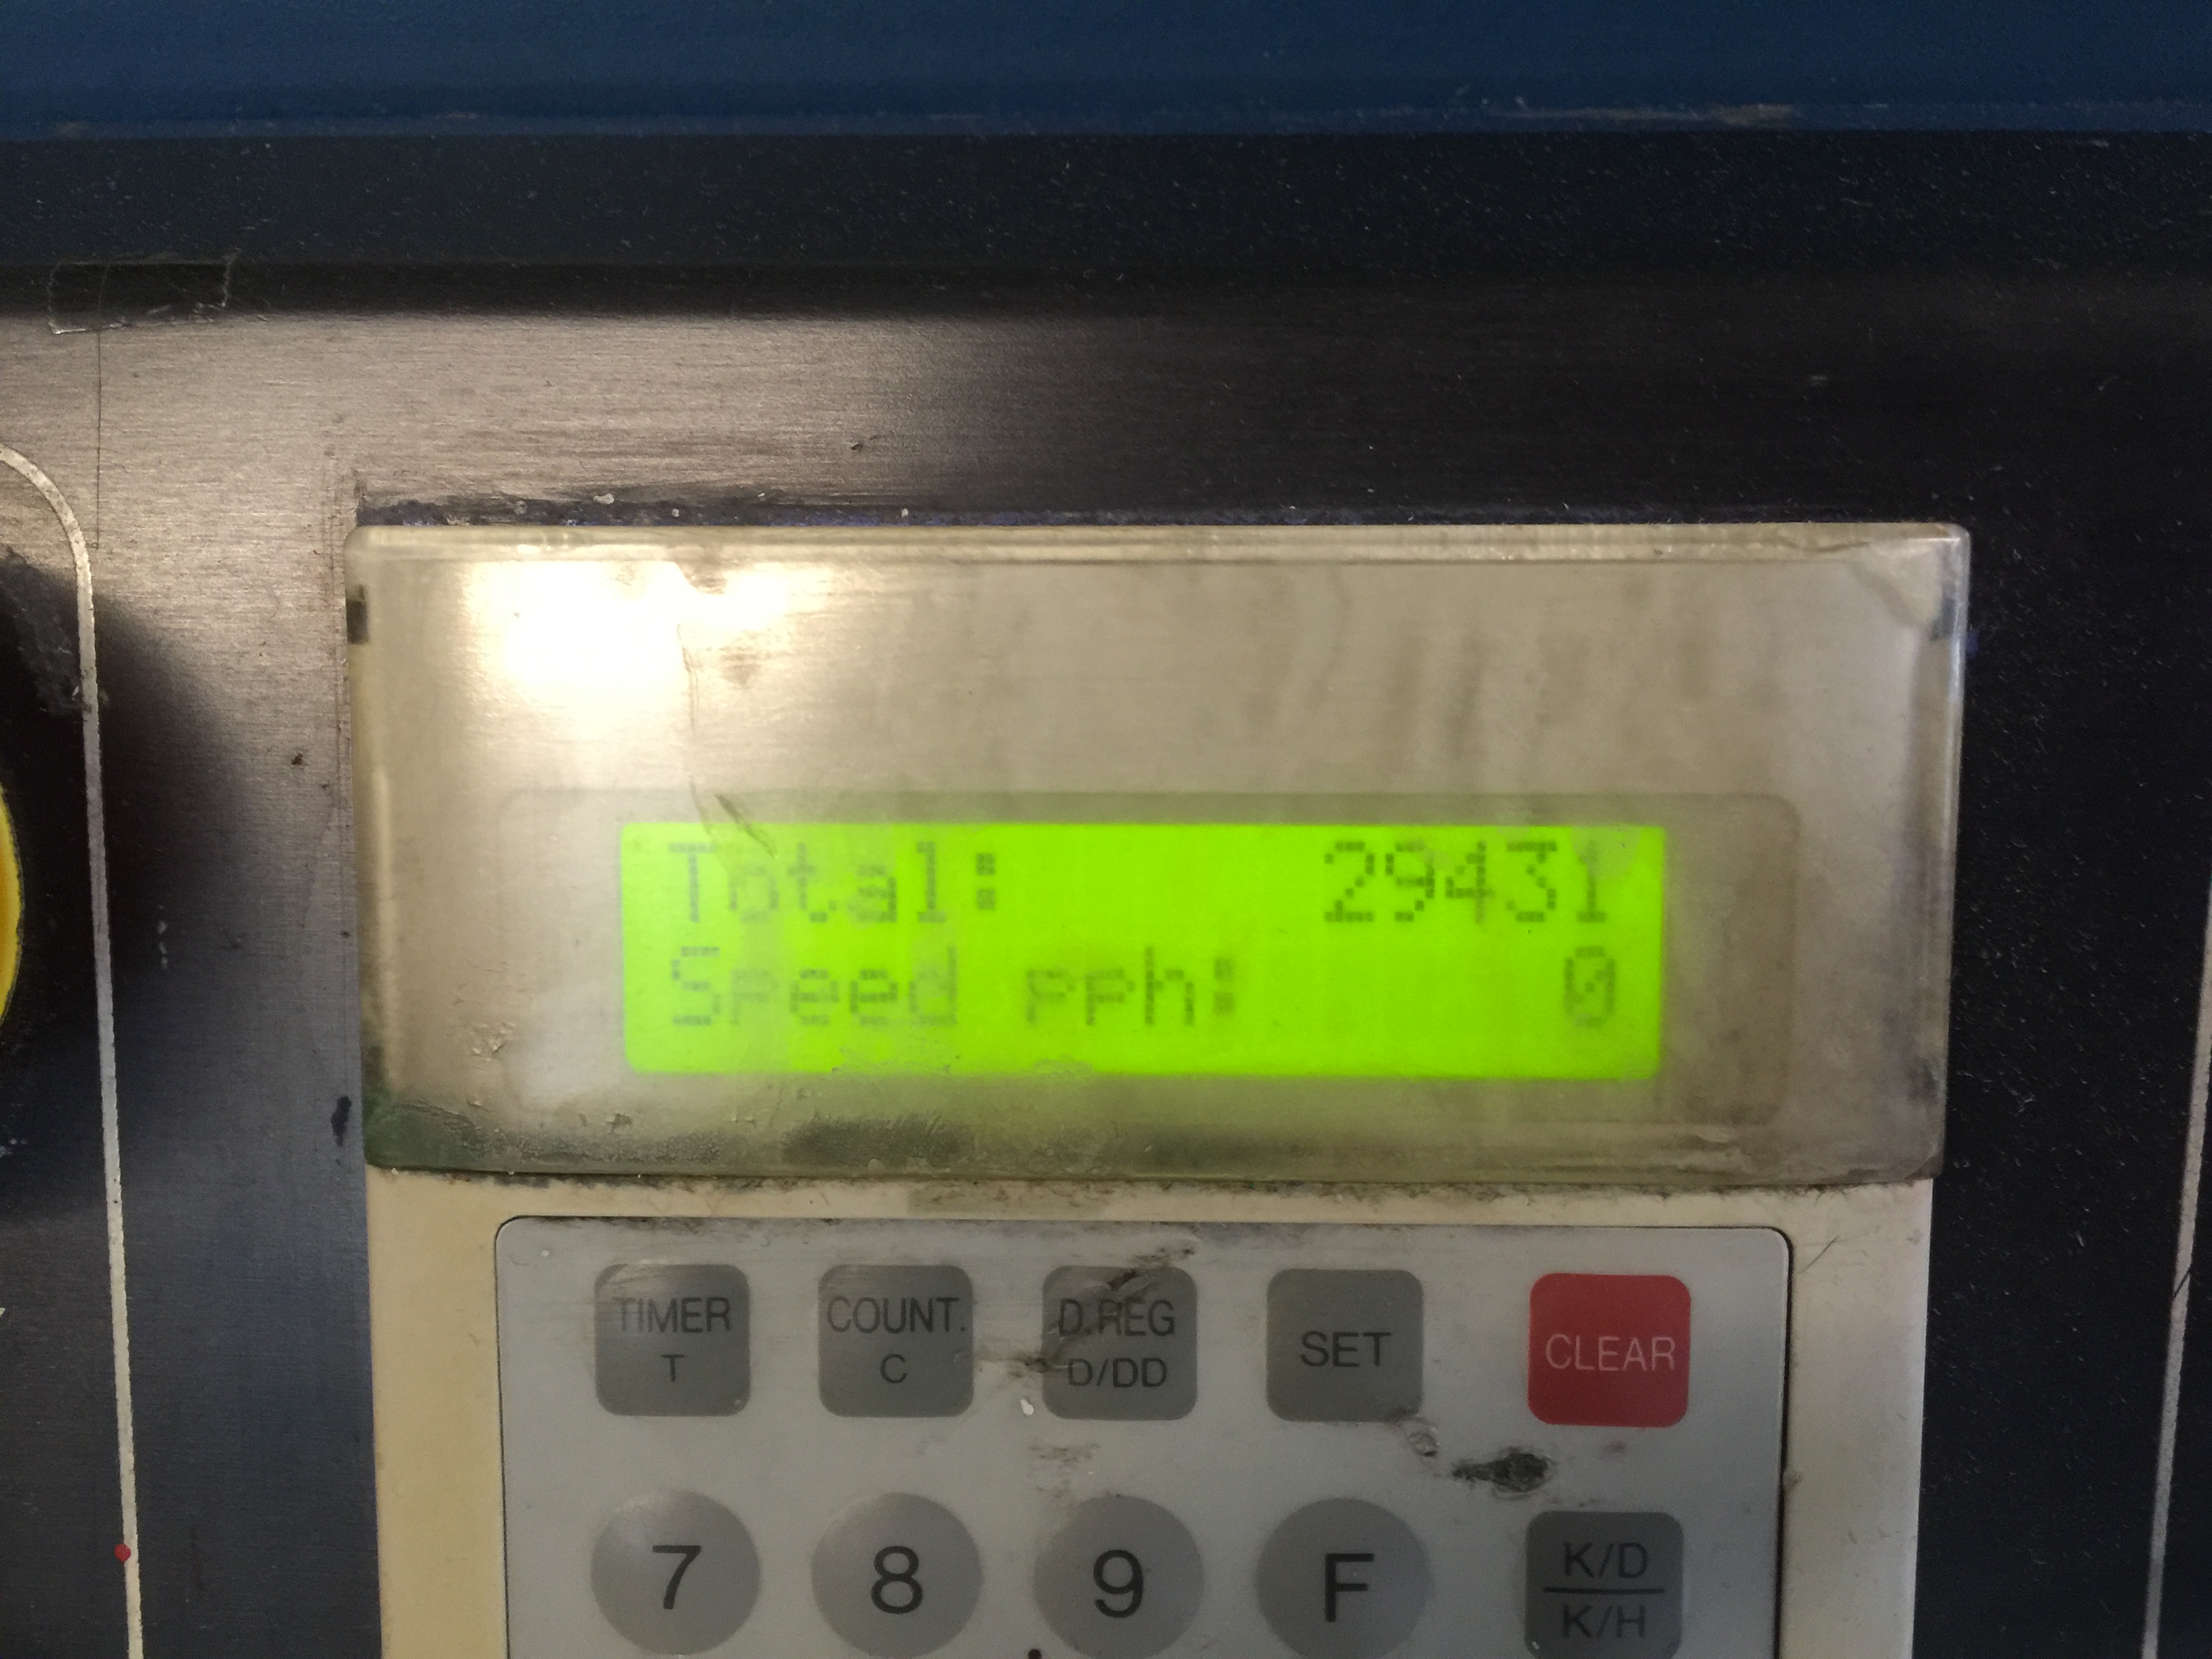 Total: 29431
Speed pph: 0
TIMER
T
COUNT.
C
D.REG
D/DD
SET
CLEAR
7
8
9
F
K/D
K/H